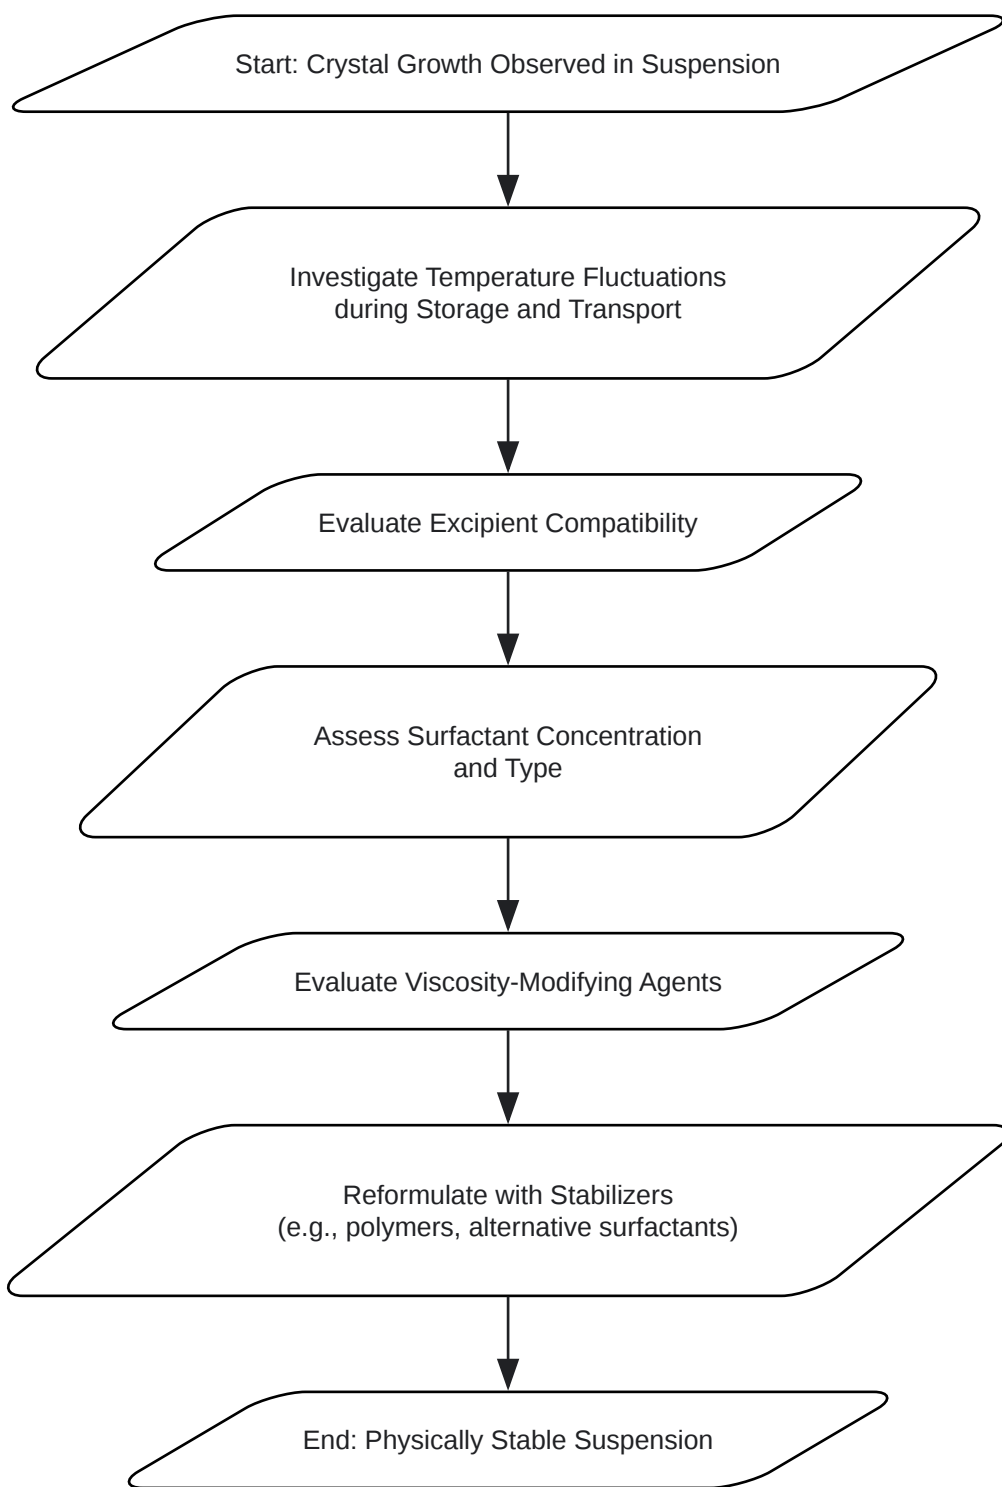 Start: Crystal Growth Observed in Suspension
Investigate Temperature Fluctuations
during Storage and Transport
Evaluate Excipient Compatibility
Assess Surfactant Concentration
and Type
Evaluate Viscosity-Modifying Agents
Reformulate with Stabilizers
(e.g., polymers, alternative surfactants)
End: Physically Stable Suspension